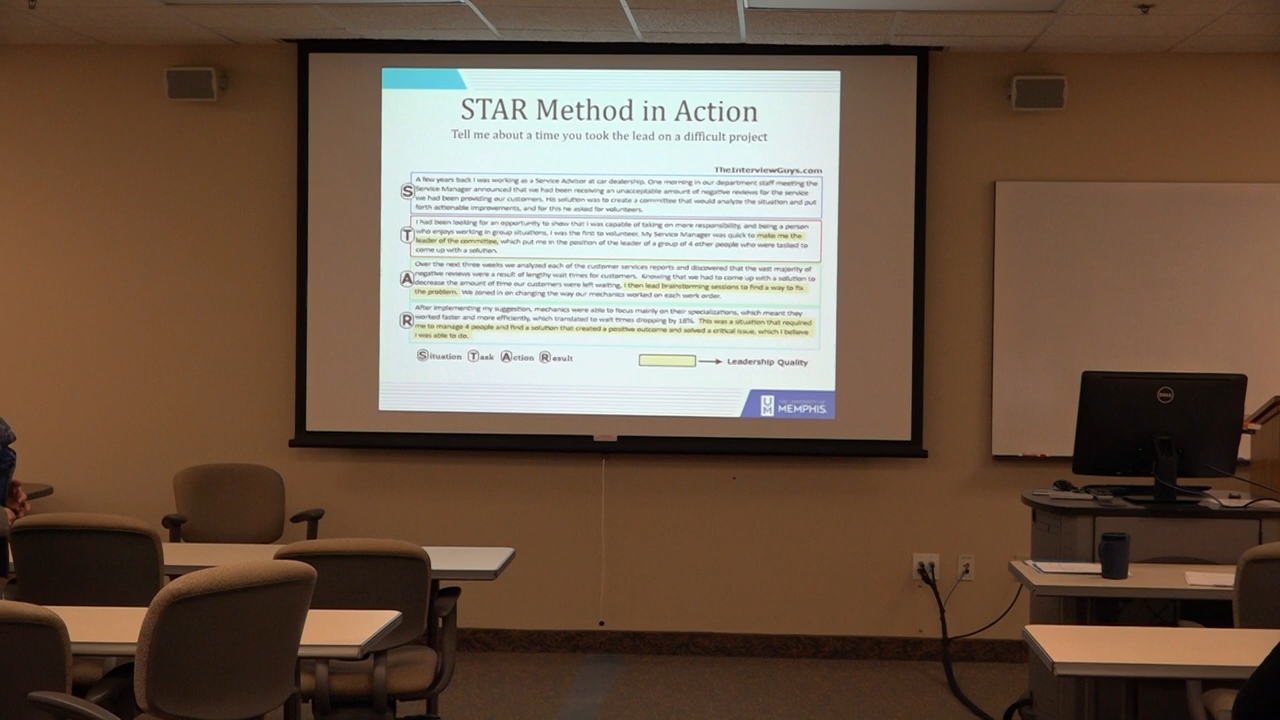 STAR Method in Action
Tell me about a time you took the lead on a difficult project
TheInterviewGuys.com
S
A few years back I was working as a Service Advisor at car dealership. One morning in our department staff meeting the
Service Manager announced that we had been receiving an unacceptable amount of negative reviews for the service
we had been providing our customers. His solution was to create a committee that would analyze the situation and put
forth actionable improvements, and for this he asked for volunteers.
T
I had been looking for an opportunity to show that I was capable of taking on more responsibility, and being a person
who enjoys working in group situations, I was the first to volunteer. My Service Manager was quick to make me the
leader of the committee, which put me in the position of the leader of a group of 4 other people who were tasked to
come up with a solution.
A
Over the next three weeks we analyzed each of the customer services reports and discovered that the vast majority of
negative reviews were a result of lengthy wait times for customers. Knowing that we had to come up with a solution to
decrease the amount of time our customers were left waiting, I then lead brainstorming sessions to find a way to fix
the problem. We zoned in on changing the way our mechanics worked on each work order.
R
After implementing my suggestion, mechanics were able to focus mainly on their specializations, which meant they
worked faster and more efficiently, which translated to wait times dropping by 18%. This was a situation that required
me to manage 4 people and find a solution that created a positive outcome and solved a critical issue, which I believe
I was able to do.
Situation Task Action Result
Leadership Quality
UM
THE UNIVERSITY OF
MEMPHIS
DELL